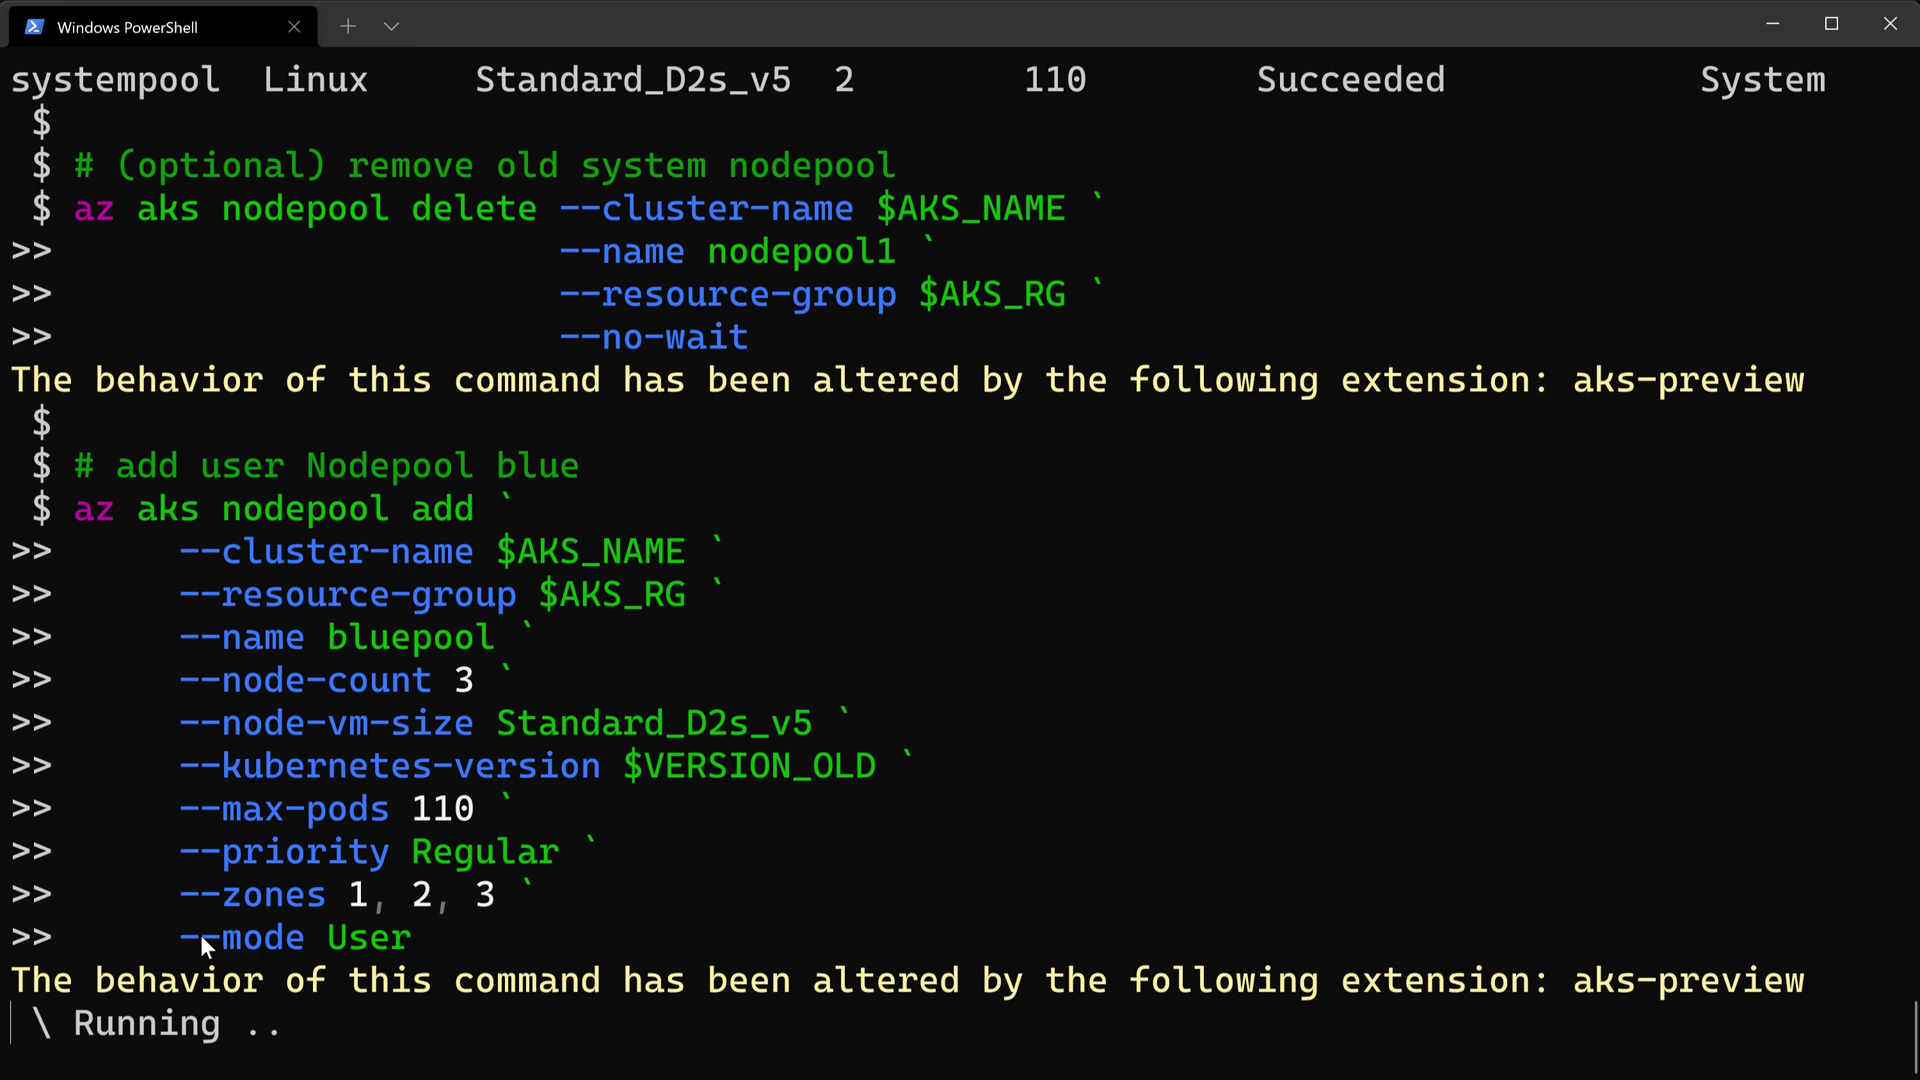 Windows PowerShell
systempool Linux Standard_D2s_v5 2 110 Succeeded System
$
$ # (optional) remove old system nodepool
$ az aks nodepool delete --cluster-name $AKS_NAME `
>> --name nodepool1 `
>> --resource-group $AKS_RG `
>> --no-wait
The behavior of this command has been altered by the following extension: aks-preview
$
$ # add user Nodepool blue
$ az aks nodepool add `
>> --cluster-name $AKS_NAME `
>> --resource-group $AKS_RG `
>> --name bluepool `
>> --node-count 3 `
>> --node-vm-size Standard_D2s_v5 `
>> --kubernetes-version $VERSION_OLD `
>> --max-pods 110 `
>> --priority Regular `
>> --zones 1, 2, 3 `
>> --mode User
The behavior of this command has been altered by the following extension: aks-preview
\ Running ..